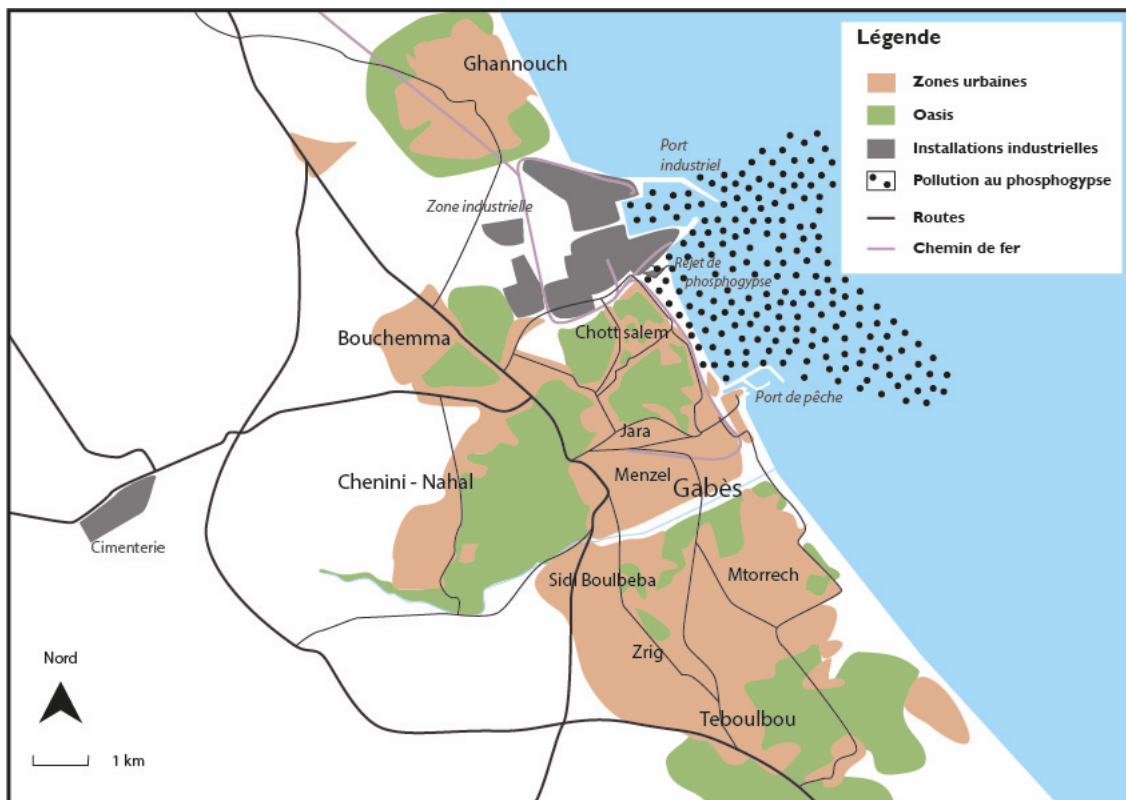 Légende
Zones urbaines
Oasis
Installations industrielles
Pollution au phosphogypse
Routes
Chemin de fer
Ghannouch
Port
industriel
Zone industrielle
Rejet de
phosphogypse
Bouchemma
Chott salem
Port de pêche
Jara
Chenini - Nahal
Menzel
Gabès
Cimenterie
Sidi Boulbeba
Mtorrech
Zrig
Nord
Teboulbou
1 km